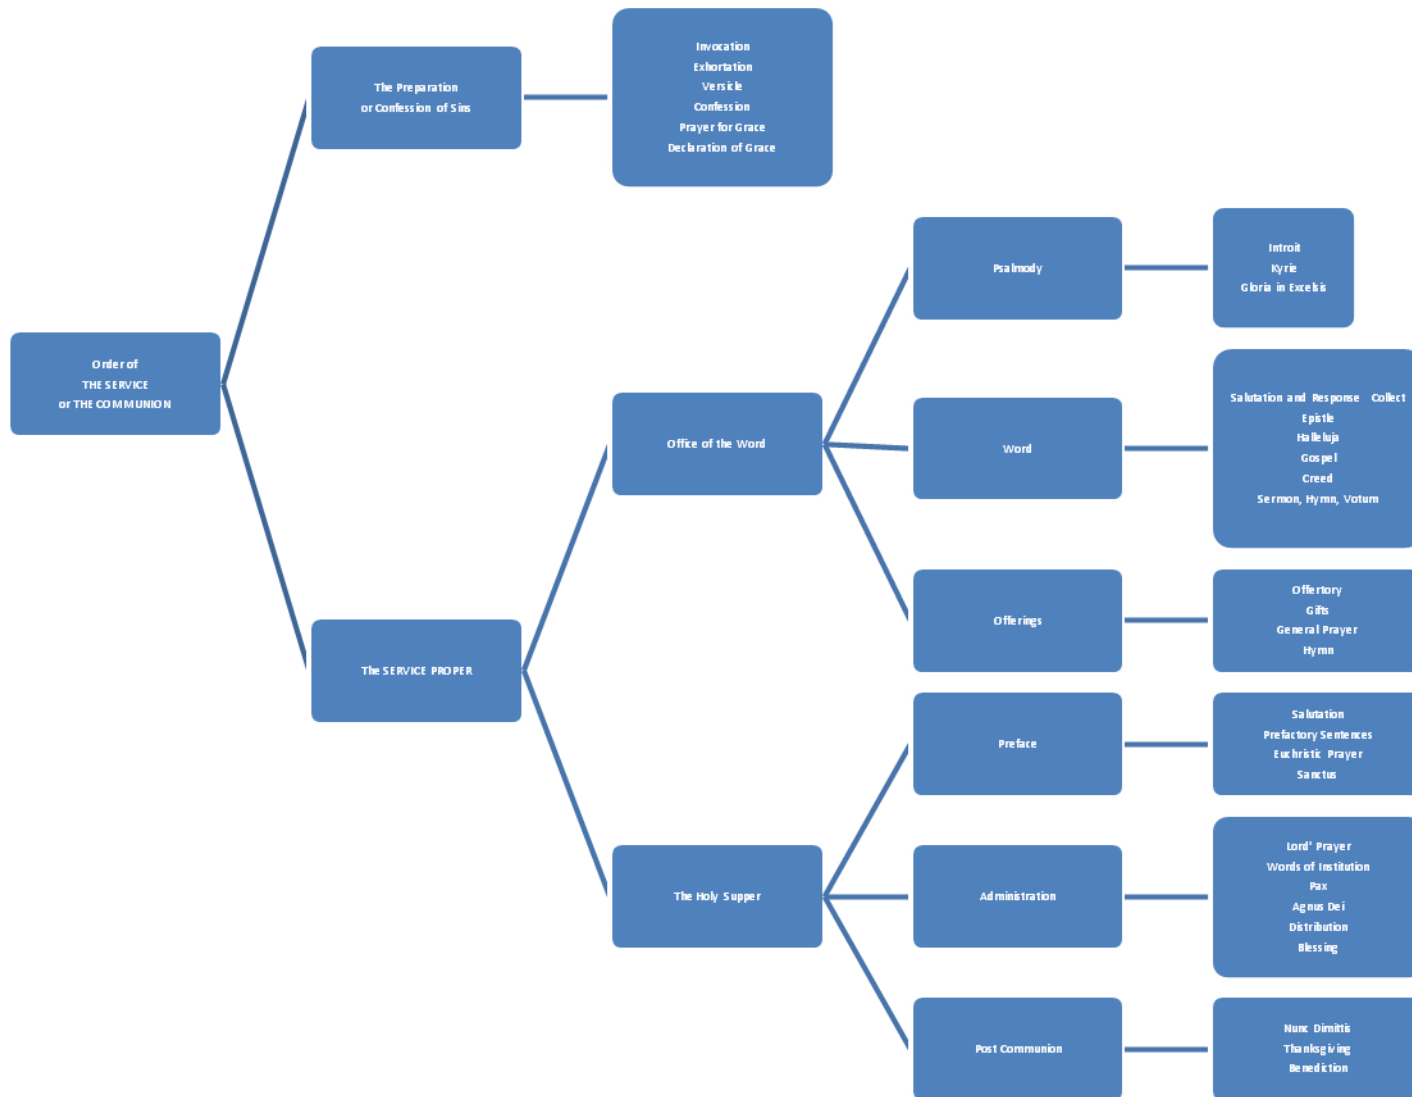 Order of
THE SERVICE
or THE COMMUNION
The Preparation
or Confession of Sins
Invocation
Exhortation
Versicle
Confession
Prayer for Grace
Declaration of Grace
The SERVICE PROPER
Office of the Word
Psalmody
Introit
Kyrie
Gloria in Excelsis
Word
Salutation and Response Collect
Epistle
Halleluja
Gospel
Creed
Sermon, Hymn, Votum
Offerings
Offertory
Gifts
General Prayer
Hymn
The Holy Supper
Preface
Salutation
Prefactory Sentences
Euchristic Prayer
Sanctus
Administration
Lord' Prayer
Words of Institution
Pax
Agnus Dei
Distribution
Blessing
Post Communion
Nunc Dimittis
Thanksgiving
Benediction